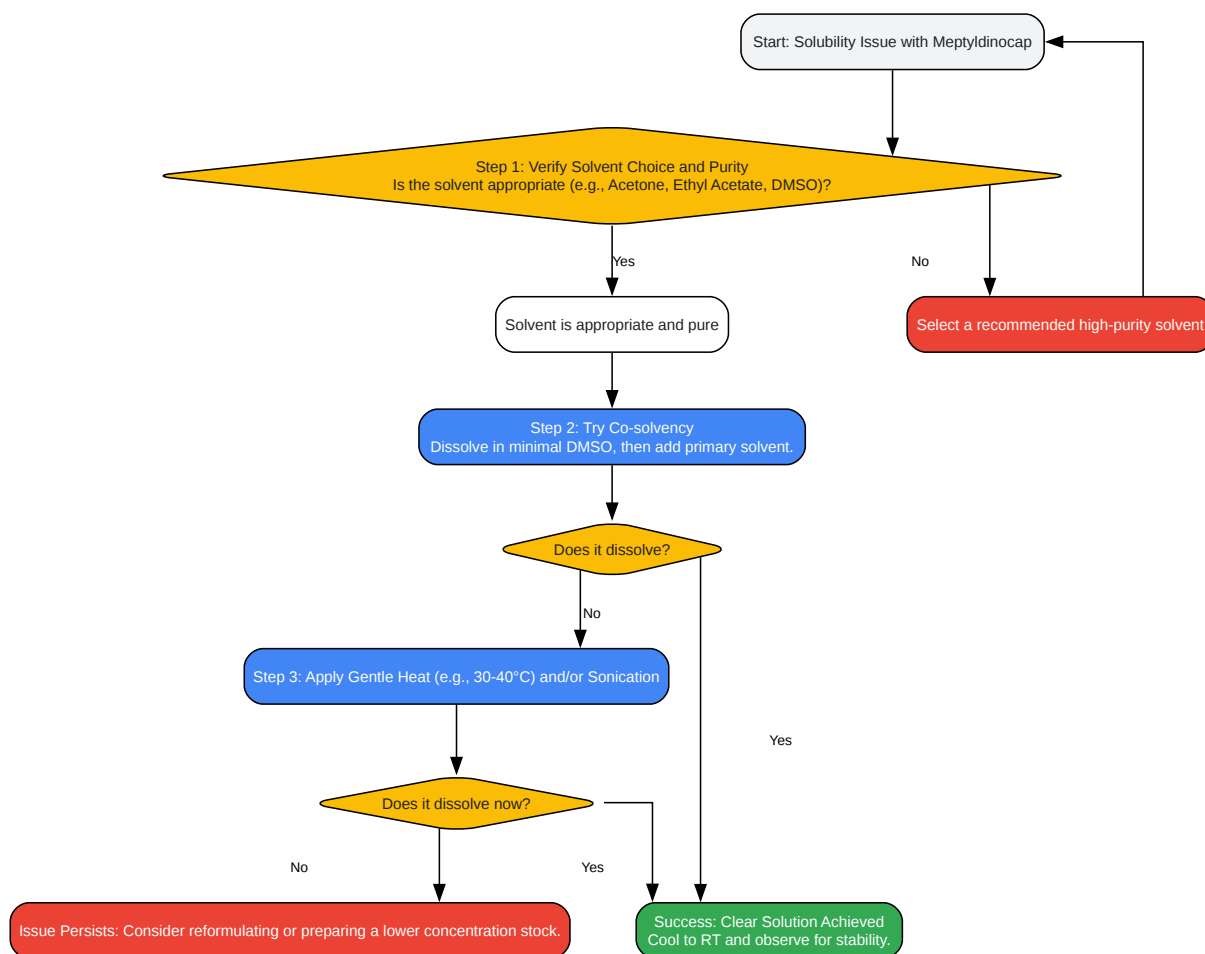 Start: Solubility Issue with Meptyldinocap
Step 1: Verify Solvent Choice and Purity
Is the solvent appropriate (e.g., Acetone, Ethyl Acetate, DMSO)?
Yes
No
Solvent is appropriate and pure
Select a recommended high-purity solvent
Step 2: Try Co-solvency
Dissolve in minimal DMSO, then add primary solvent.
Does it dissolve?
No
Step 3: Apply Gentle Heat (e.g., 30-40°C) and/or Sonication
Yes
Does it dissolve now?
No
Yes
Issue Persists: Consider reformulating or preparing a lower concentration stock.
Success: Clear Solution Achieved
Cool to RT and observe for stability.